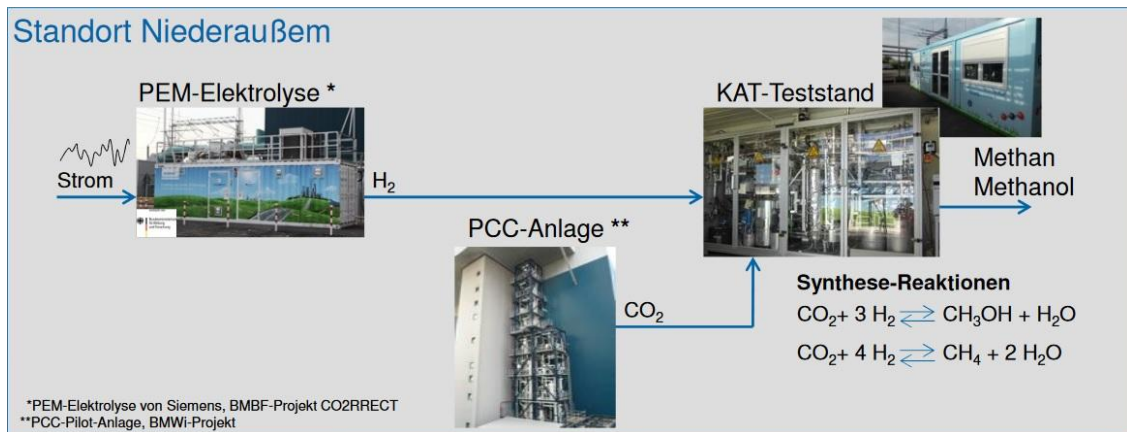 Standort Niederaußem
PEM-Elektrolyse *
KAT-Teststand
Strom
H₂
Methan
Methanol
PCC-Anlage **
CO₂
Synthese-Reaktionen
CO₂+ 3 H₂ ⇌ CH₃OH + H₂O
CO₂+ 4 H₂ ⇌ CH₄ + 2 H₂O
*PEM-Elektrolyse von Siemens, BMBF-Projekt CO2RRECT
**PCC-Pilot-Anlage, BMWi-Projekt